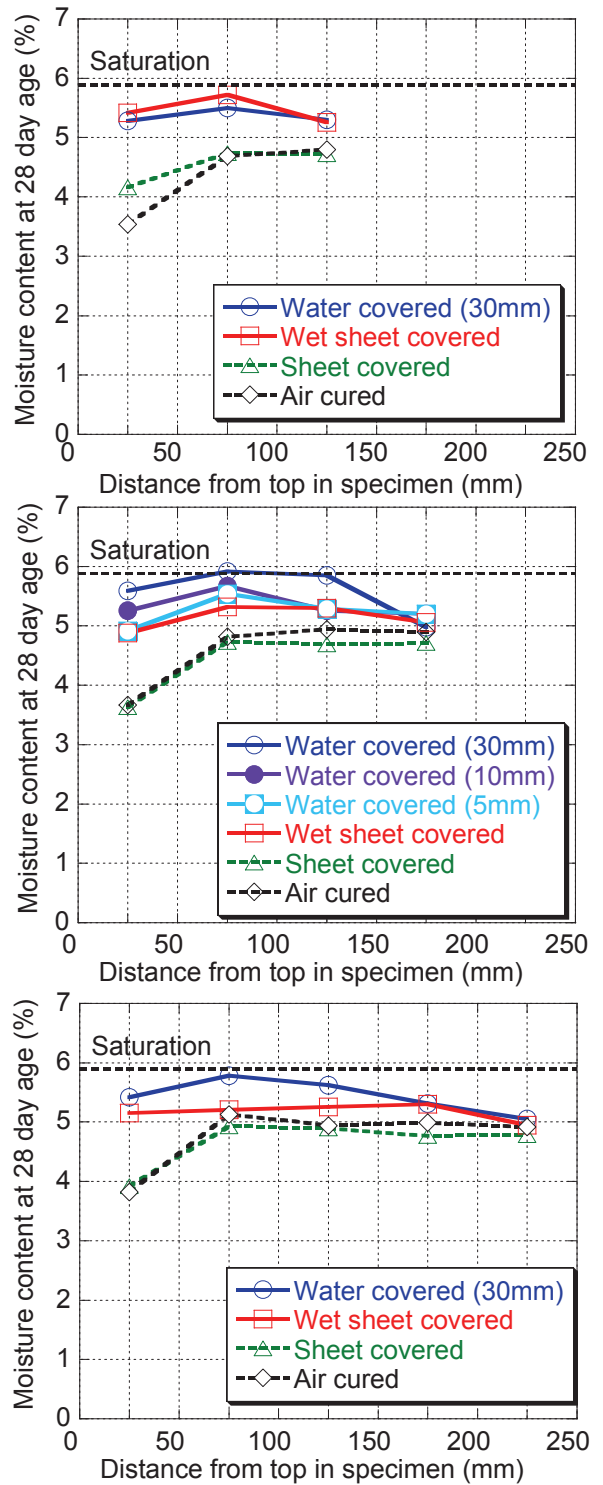 7
6
5
4
3
2
1
0
Moisture content at 28 day age (%)
Saturation
Water covered (30mm)
Wet sheet covered
Sheet covered
Air cured
0 50 100 150 200 250
Distance from top in specimen (mm)
7
6
5
4
3
2
1
0
Moisture content at 28 day age (%)
Saturation
Water covered (30mm)
Water covered (10mm)
Water covered (5mm)
Wet sheet covered
Sheet covered
Air cured
0 50 100 150 200 250
Distance from top in specimen (mm)
7
6
5
4
3
2
1
0
Moisture content at 28 day age (%)
Saturation
Water covered (30mm)
Wet sheet covered
Sheet covered
Air cured
0 50 100 150 200 250
Distance from top in specimen (mm)